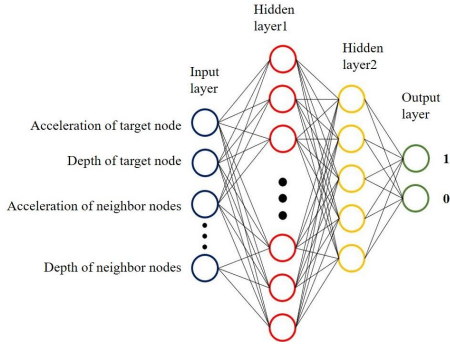 Hidden
layer1
Hidden
layer2
Input
layer
Output
layer
Acceleration of target node
Depth of target node
Acceleration of neighbor nodes
Depth of neighbor nodes
1
0